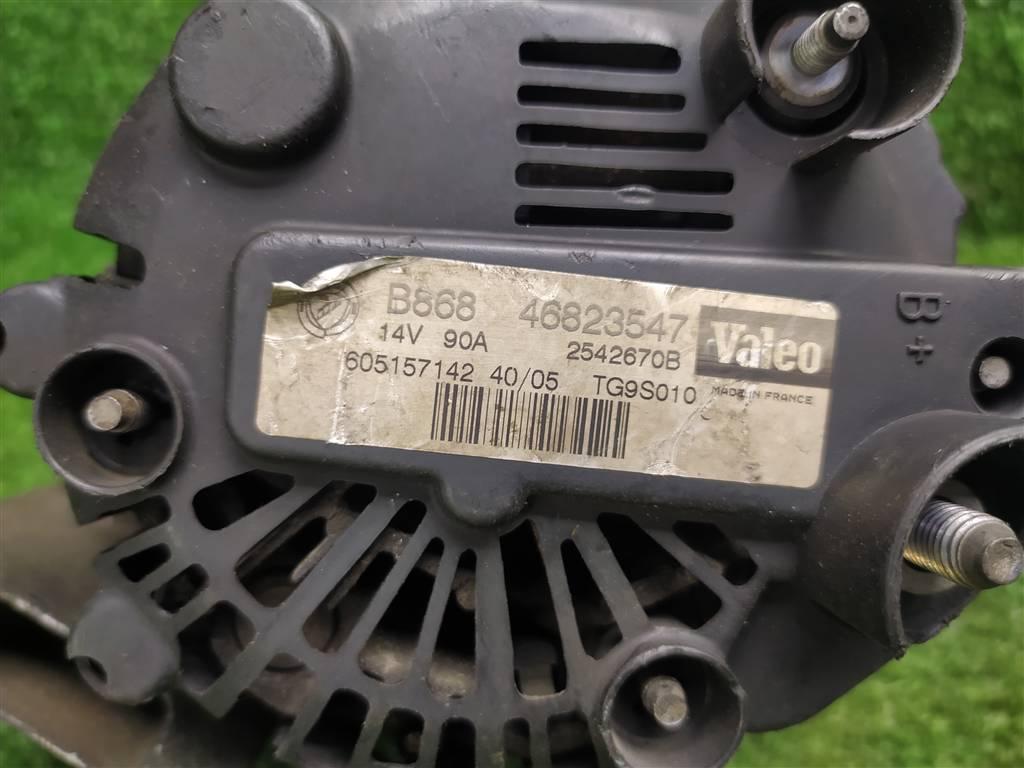 B868 46823547
14V 90A 2542670B
Valeo
605157142 40/05 TG9S010
MADE IN FRANCE
B+